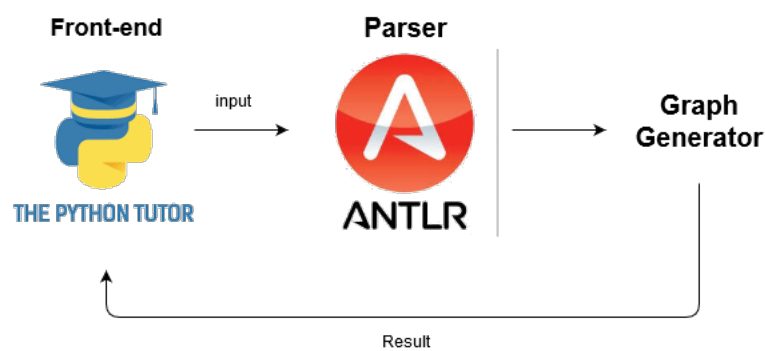 Front-end
Parser
input
THE PYTHON TUTOR
ANTLR
Graph
Generator
Result